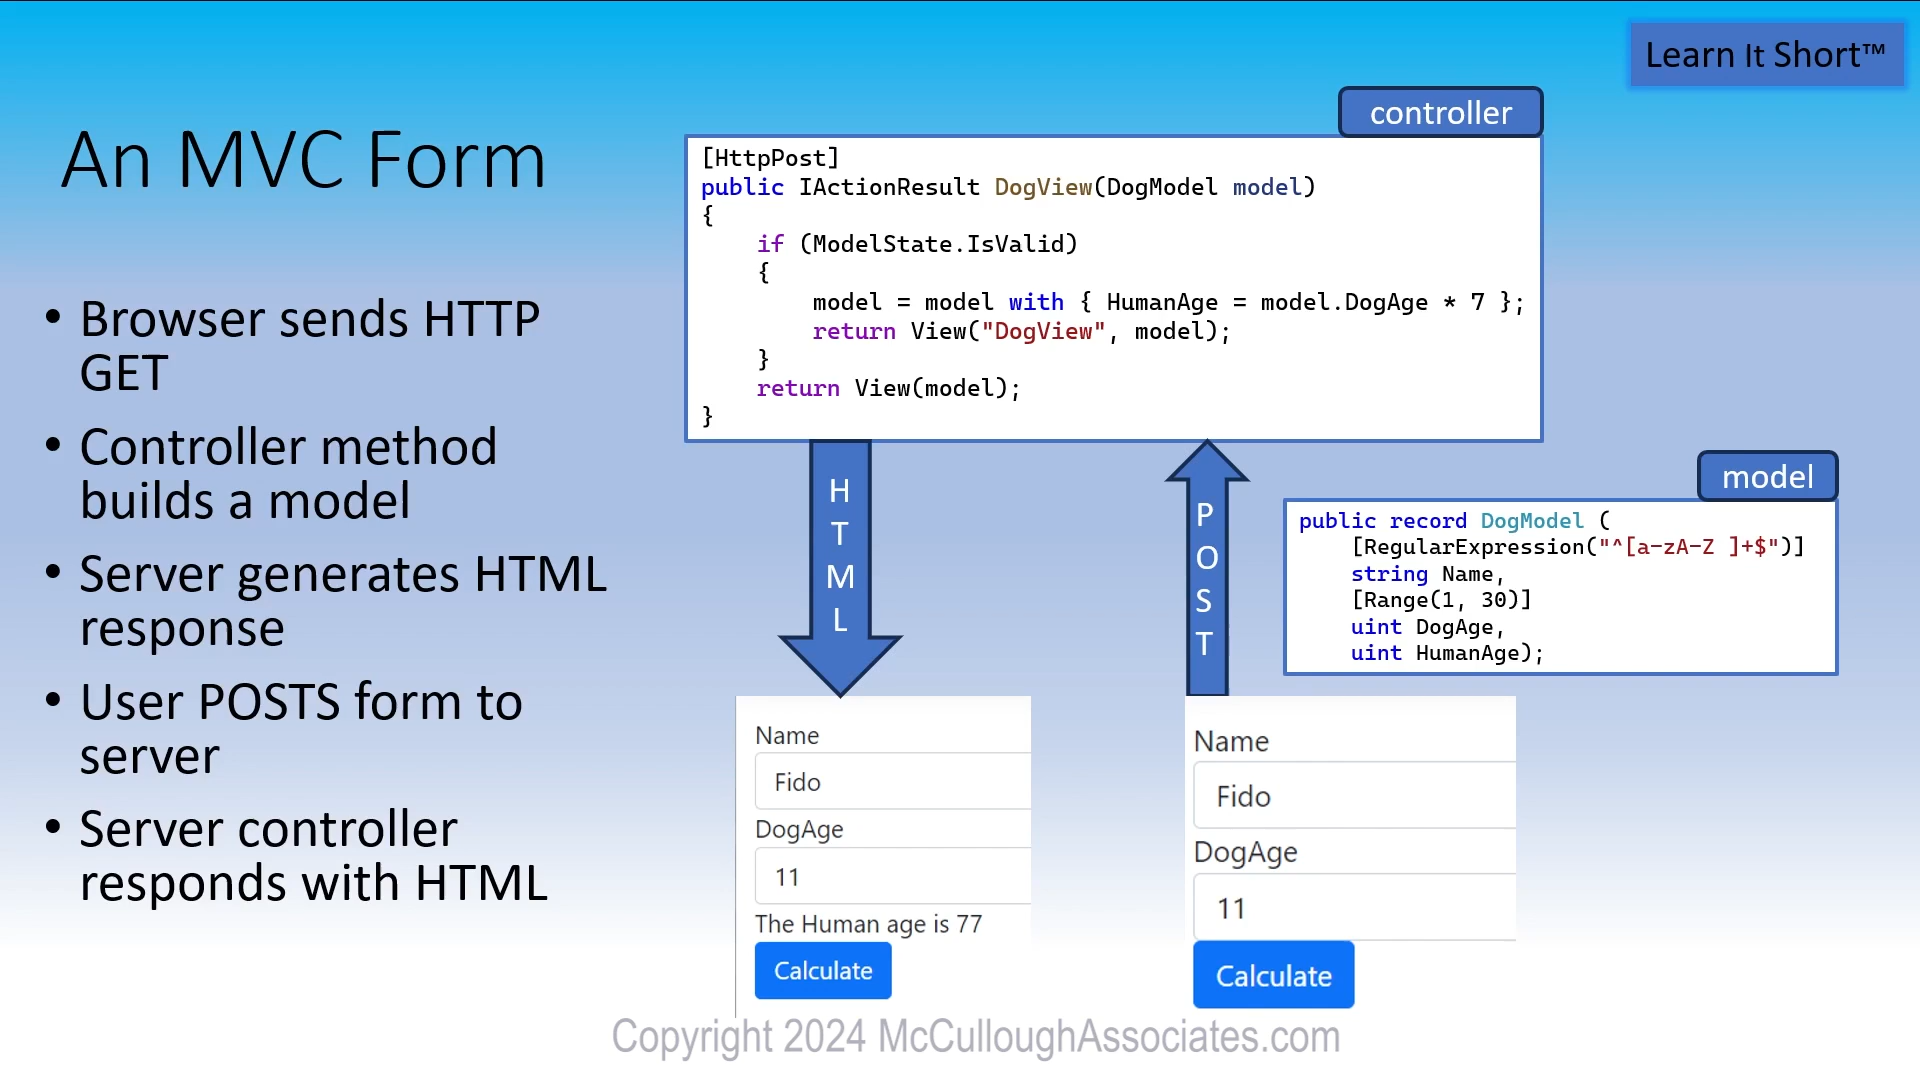 Learn It Short™
An MVC Form
• Browser sends HTTP
GET
• Controller method
builds a model
• Server generates HTML
response
• User POSTS form to
server
• Server controller
responds with HTML
controller
[HttpPost]
public IActionResult DogView(DogModel model)
{
    if (ModelState.IsValid)
    {
        model = model with { HumanAge = model.DogAge * 7 };
        return View("DogView", model);
    }
    return View(model);
}
HTML
POST
model
public record DogModel (
    [RegularExpression("^[a-zA-Z ]+$")]
    string Name,
    [Range(1, 30)]
    uint DogAge,
    uint HumanAge);
Name
Fido
DogAge
11
The Human age is 77
Calculate
Name
Fido
DogAge
11
Calculate
Copyright 2024 McCulloughAssociates.com